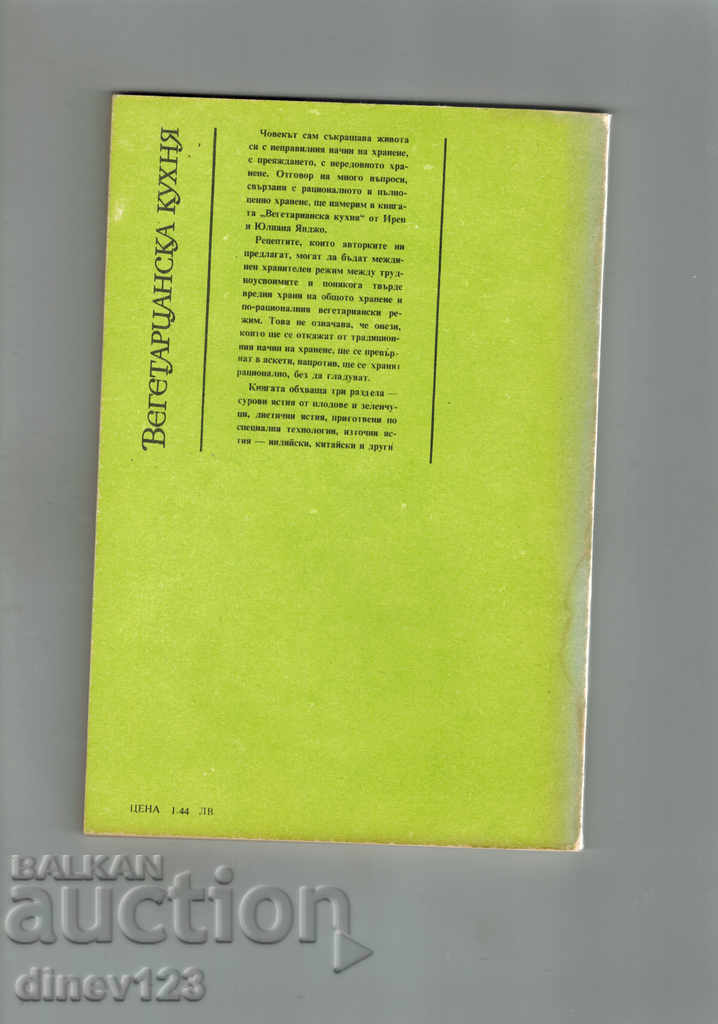 ВЕГЕТАРИАНСКА КУХНЯ
Човекът сам съкращава живота
си с неправилния начин на хранене,
с преяждането, с нередовното хра-
нене. Отговор на много въпроси,
свързани с рационалното и пълно-
ценно хранене, ще намерим в книга-
та „Вегетарианска кухня“ от Ирен
и Юлиана Янджо.
Рецептите, които авторките ни
предлагат, могат да бъдат междин-
нен хранителен режим между труд-
ноусвоимите и понякога твърде
вредни храни на общото хранене и
по-рационалния вегетариански ре-
жим. Това не означава, че онези,
които ще се откажат от традицион-
ния начин на хранене, ще се превър-
нат в аскети, напротив, ще се хранят
рационално, без да гладуват.
Книгата обхваща три раздела —
сурови ястия от плодове и зеленчу-
ци, диетични ястия, приготвени по
специални технологии, източни яс-
тия — индийски, китайски и други
ЦЕНА 1.44 ЛВ
BALKAN
auction
dinev123